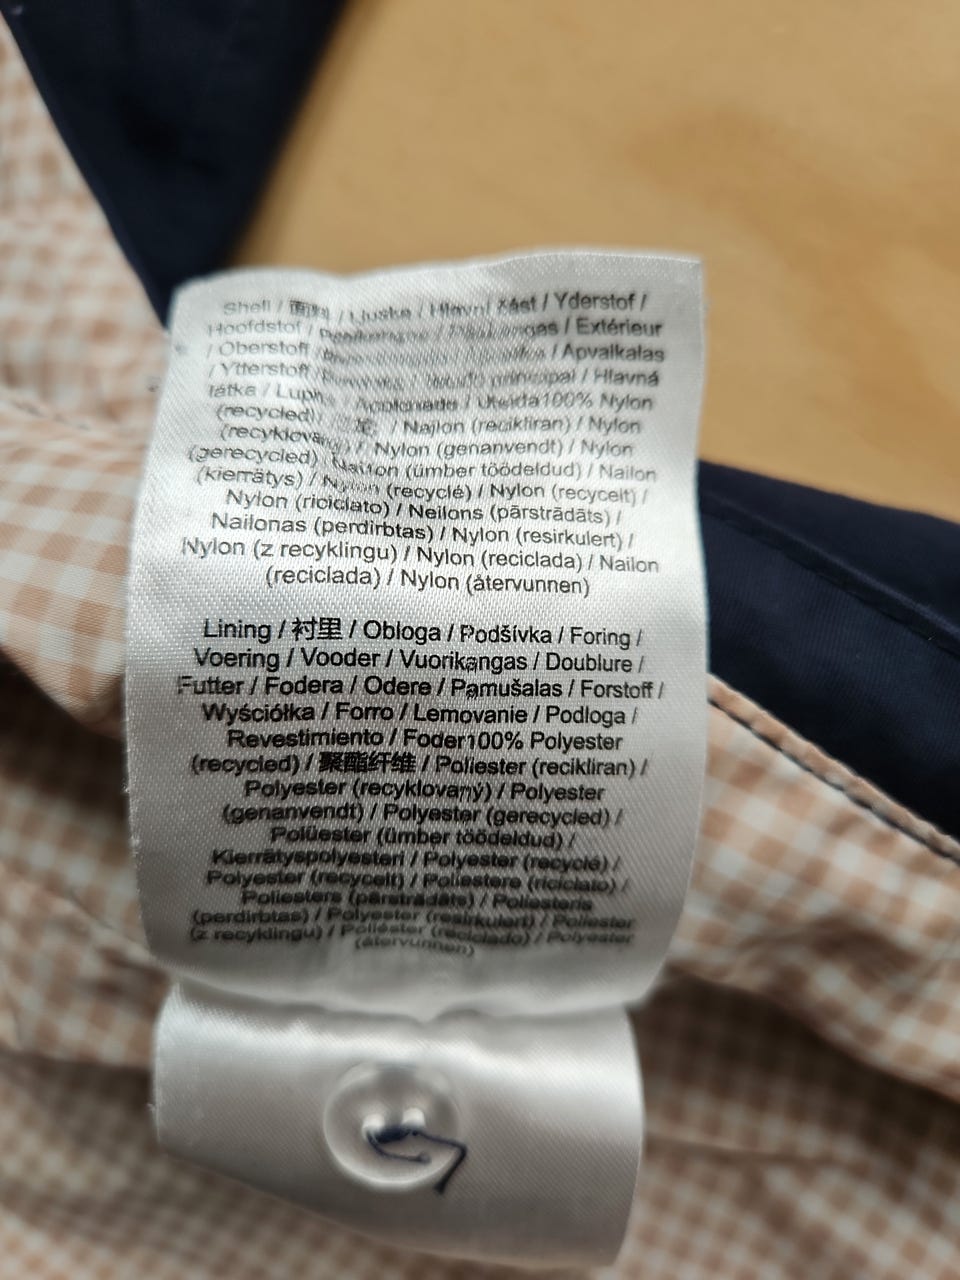 Shell / 面料 / Ljuska / Hlavní část / Yderstof /
Hoofdstof / / Extérieur
/ Oberstoff / / Apvalkalas
/ Ytterstoff / / Tecido principal / Hlavná
látka / / Utsida100% Nylon
(recycled) / / Najlon (recikliran) / Nylon
(recyklovaný) / Nylon (genanvendt) / Nylon
(gerecycled) / Nailon (ümber töödeldud) / Nailon
(kierrätys) / Nylon (recyclé) / Nylon (recycelt) /
Nylon (riciclato) / Neilons (pārstrādāts) /
Nailonas (perdirbtas) / Nylon (resirkulert) /
Nylon (z recyklingu) / Nylon (reciclada) / Nailon
(reciclada) / Nylon (återvunnen)
Lining / 衬里 / Obloga / Podšívka / Foring /
Voering / Vooder / Vuorikangas / Doublure /
Futter / Fodera / Odere / Pamušalas / Forstoff /
Wyściółka / Forro / Lemovanie / Podloga /
Revestimiento / Foder100% Polyester
(recycled) / 聚酯纤维 / Poliester (recikliran) /
Polyester (recyklovaný) / Polyester
(genanvendt) / Polyester (gerecycled) /
Polüester (ümber töödeldud) /
Kierrätyspolyesteri / Polyester (recyclé) /
Polyester (recycelt) / Poliestere (riciclato) /
Poliesters (pārstrādāts) / Poliesteris
(perdirbtas) / Polyester (resirkulert) / Poliester
(z recyklingu) / Poliéster (reciclado) / Polyester
(återvunnen)